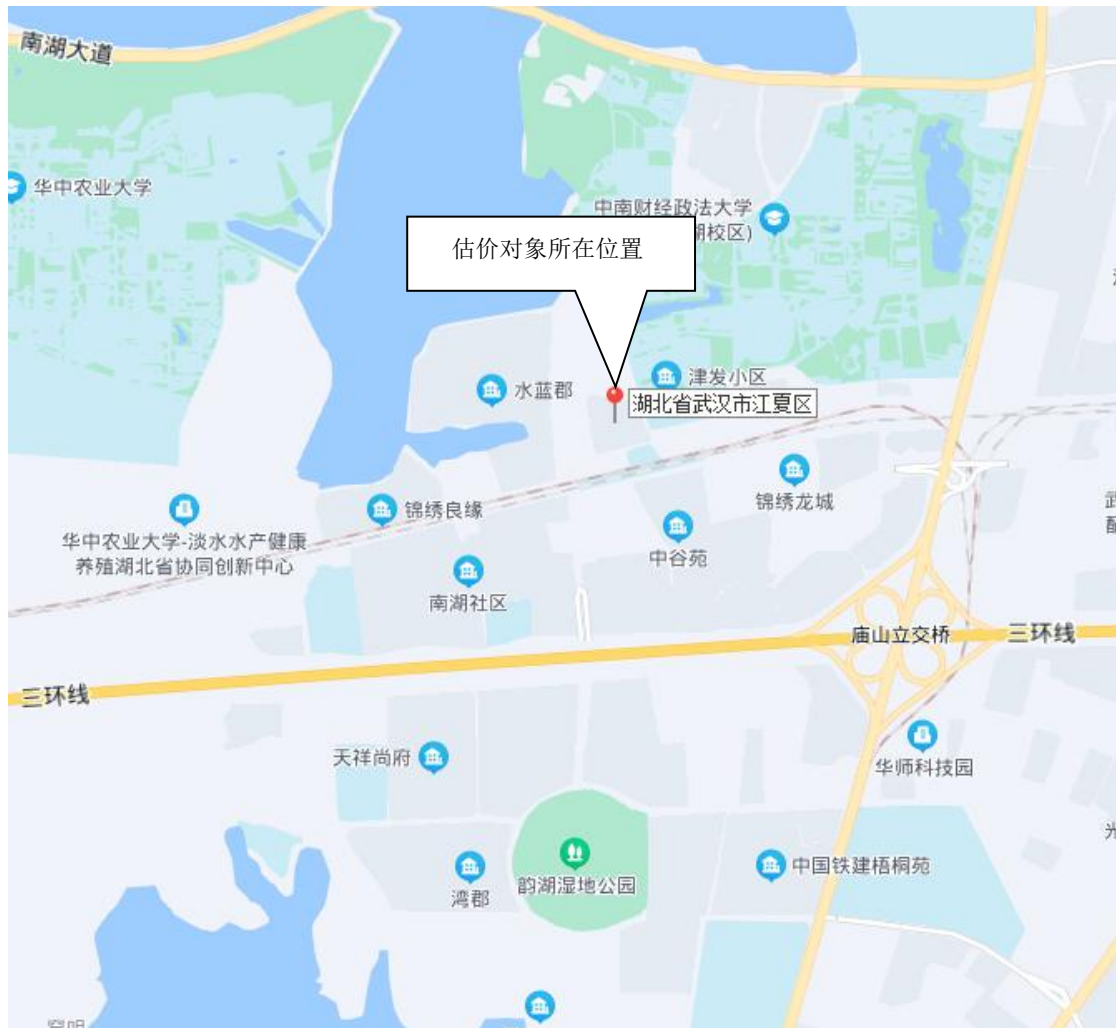 南湖大道
华中农业大学
中南财经政法大学
湖校区)
估价对象所在位置
津发小区
水蓝郡
湖北省武汉市江夏区
锦绣龙城
锦绣良缘
中谷苑
华中农业大学-淡水水产健康
养殖湖北省协同创新中心
南湖社区
庙山立交桥
三环线
三环线
天祥尚府
华师科技园
中国铁建梧桐苑
湾郡
韵湖湿地公园